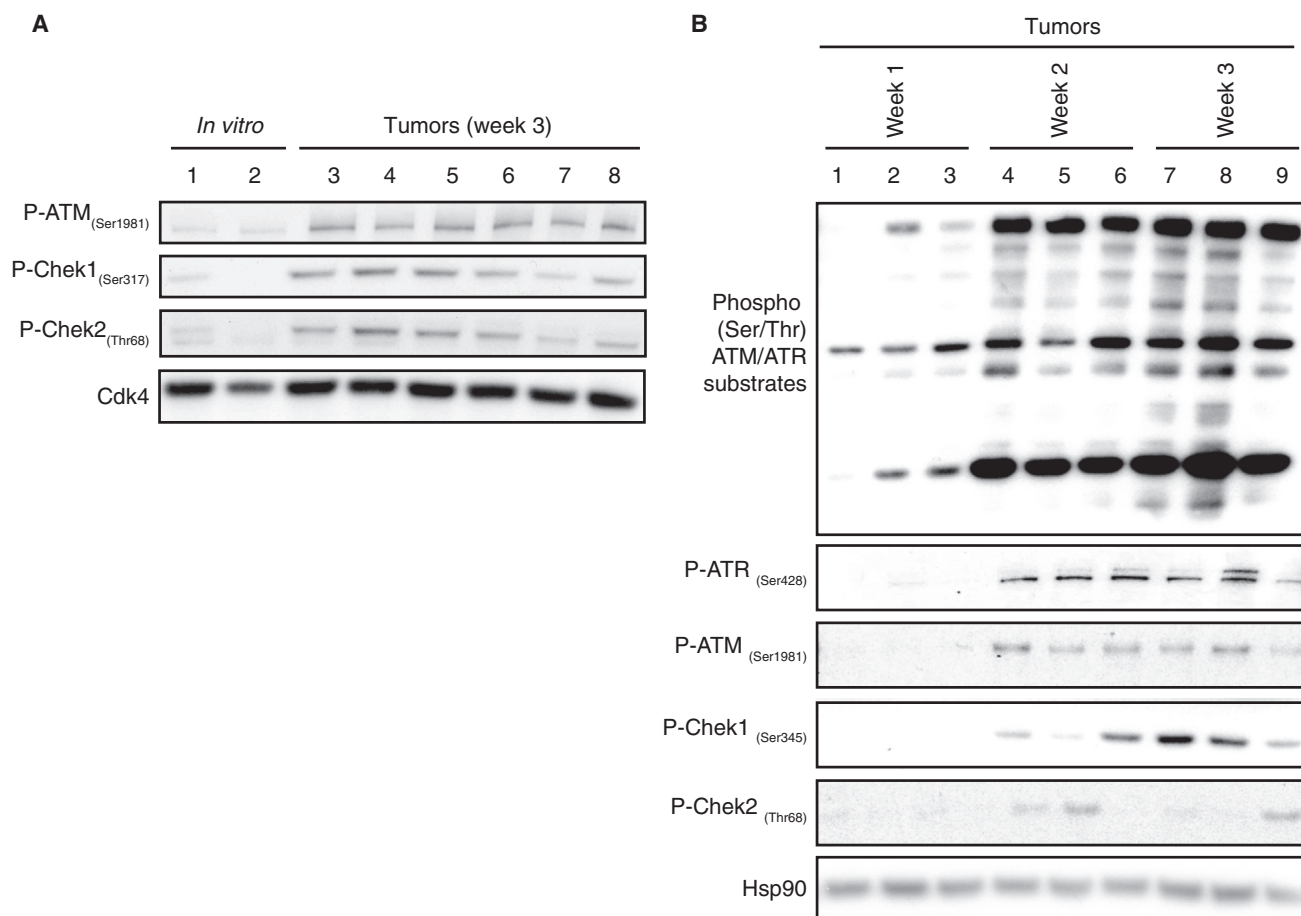 A
In vitro
Tumors (week 3)
1 2 3 4 5 6 7 8
P-ATM(Ser1981)
P-Chek1(Ser317)
P-Chek2(Thr68)
Cdk4
B
Tumors
Week 1
Week 2
Week 3
1 2 3 4 5 6 7 8 9
Phospho
(Ser/Thr)
ATM/ATR
substrates
P-ATR (Ser428)
P-ATM (Ser1981)
P-Chek1 (Ser345)
P-Chek2 (Thr68)
Hsp90